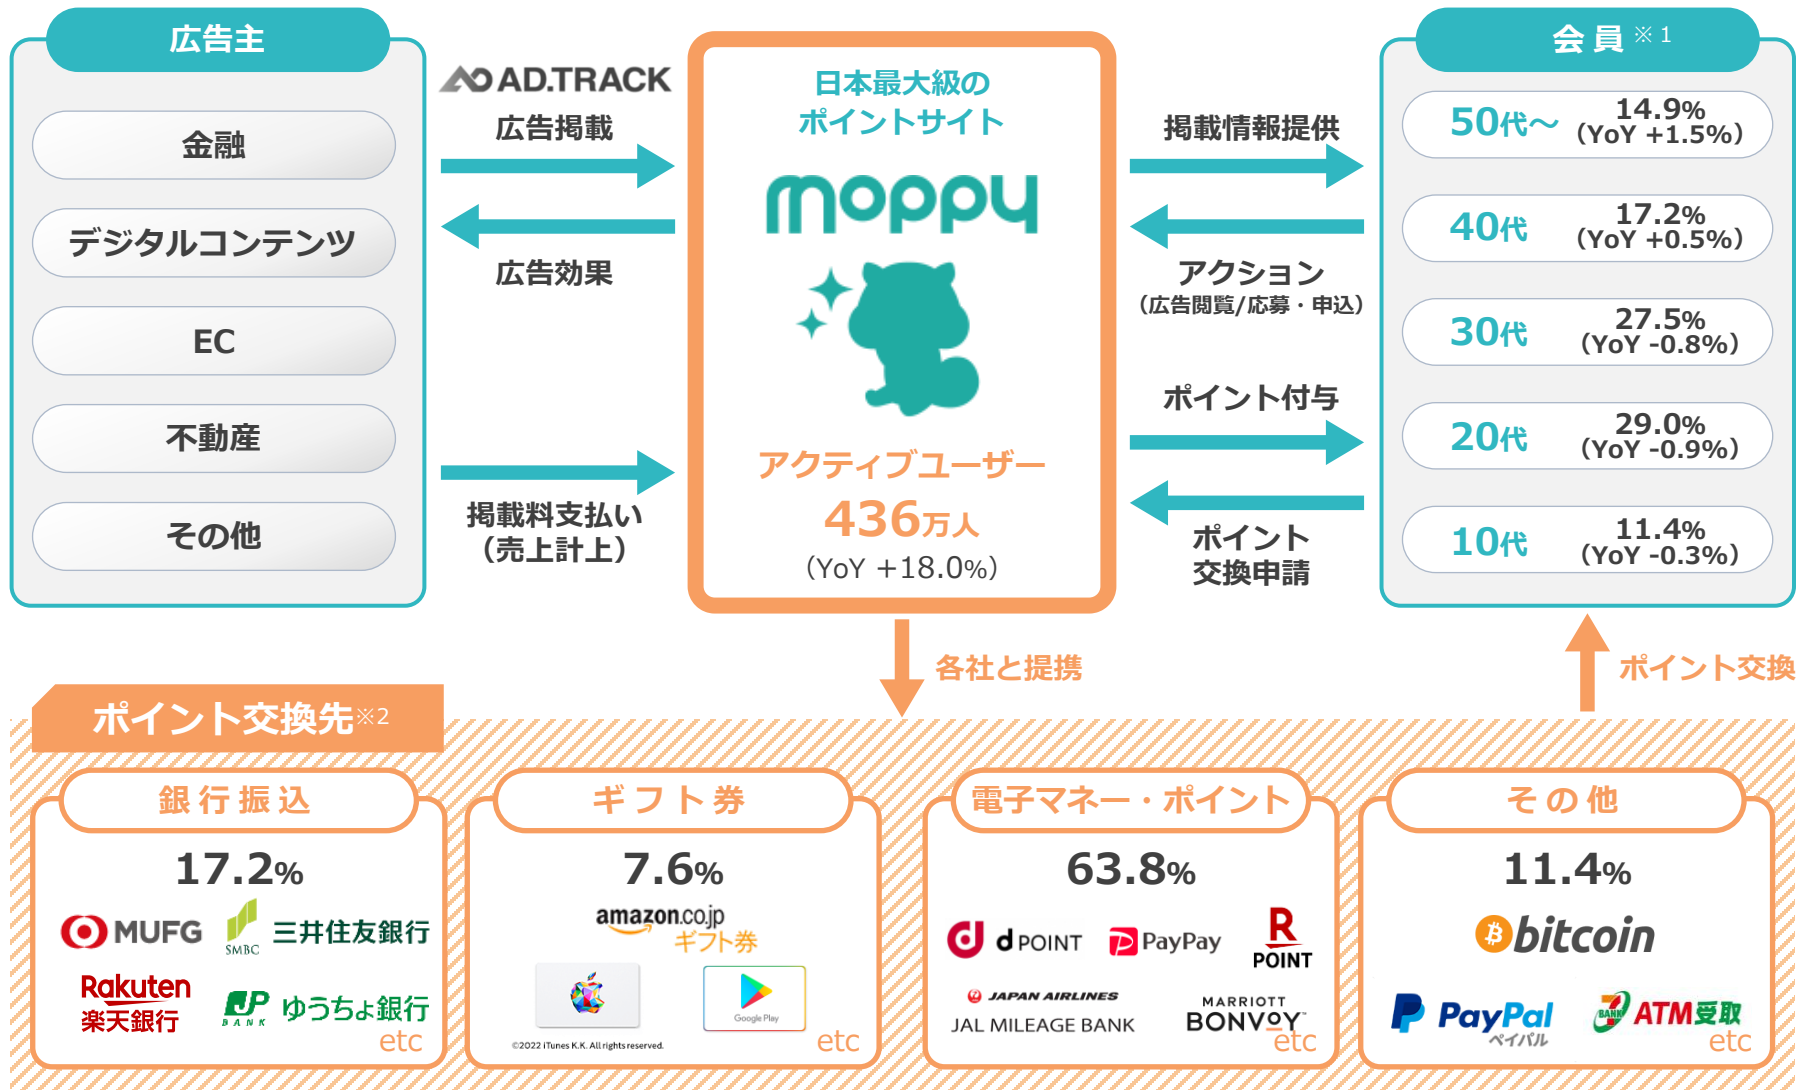 広告主
金融
デジタルコンテンツ
EC
不動産
その他
AD.TRACK
広告掲載
広告効果
掲載料支払い
（売上計上）
日本最大級の
ポイントサイト
moppy
アクティブユーザー
436万人
（YoY +18.0%）
掲載情報提供
アクション
（広告閲覧/応募・申込）
ポイント付与
ポイント
交換申請
会員※1
50代～ 14.9%
（YoY +1.5%）
40代 17.2%
（YoY +0.5%）
30代 27.5%
（YoY -0.8%）
20代 29.0%
（YoY -0.9%）
10代 11.4%
（YoY -0.3%）
各社と提携
ポイント交換
ポイント交換先※2
銀行振込
17.2%
MUFG
SMBC 三井住友銀行
Rakuten
楽天銀行
JP
BANK
ゆうちょ銀行
etc
ギフト券
7.6%
amazon.co.jp
ギフト券
Google Play
©2022 iTunes K.K. All rights reserved.
etc
電子マネー・ポイント
63.8%
d POINT
PayPay
R
POINT
JAPAN AIRLINES
JAL MILEAGE BANK
MARRIOTT
BONVOY™
etc
その他
11.4%
bitcoin
PayPal
ペイパル
7
BANK
ATM受取
etc